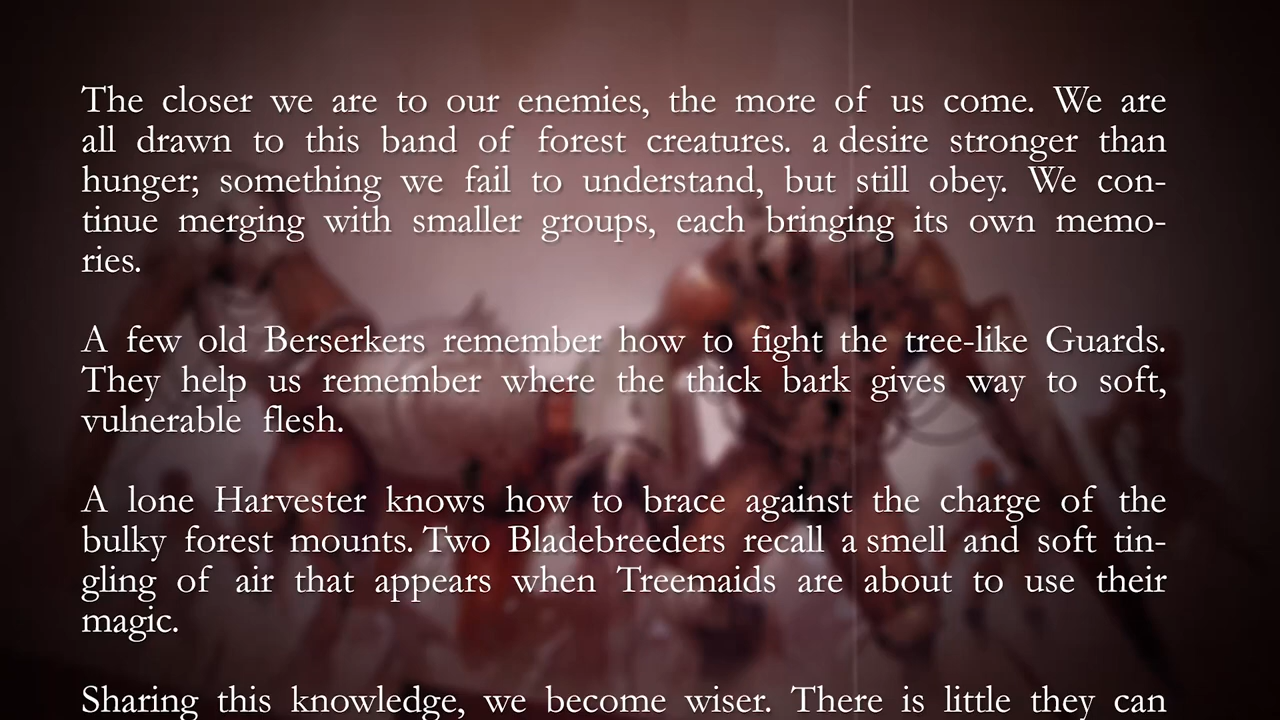 The closer we are to our enemies, the more of us come. We are
all drawn to this band of forest creatures. a desire stronger than
hunger; something we fail to understand, but still obey. We con-
tinue merging with smaller groups, each bringing its own memo-
ries.
A few old Berserkers remember how to fight the tree-like Guards.
They help us remember where the thick bark gives way to soft,
vulnerable flesh.
A lone Harvester knows how to brace against the charge of the
bulky forest mounts. Two Bladebreeders recall a smell and soft tin-
gling of air that appears when Treemaids are about to use their
magic.
Sharing this knowledge, we become wiser. There is little they can